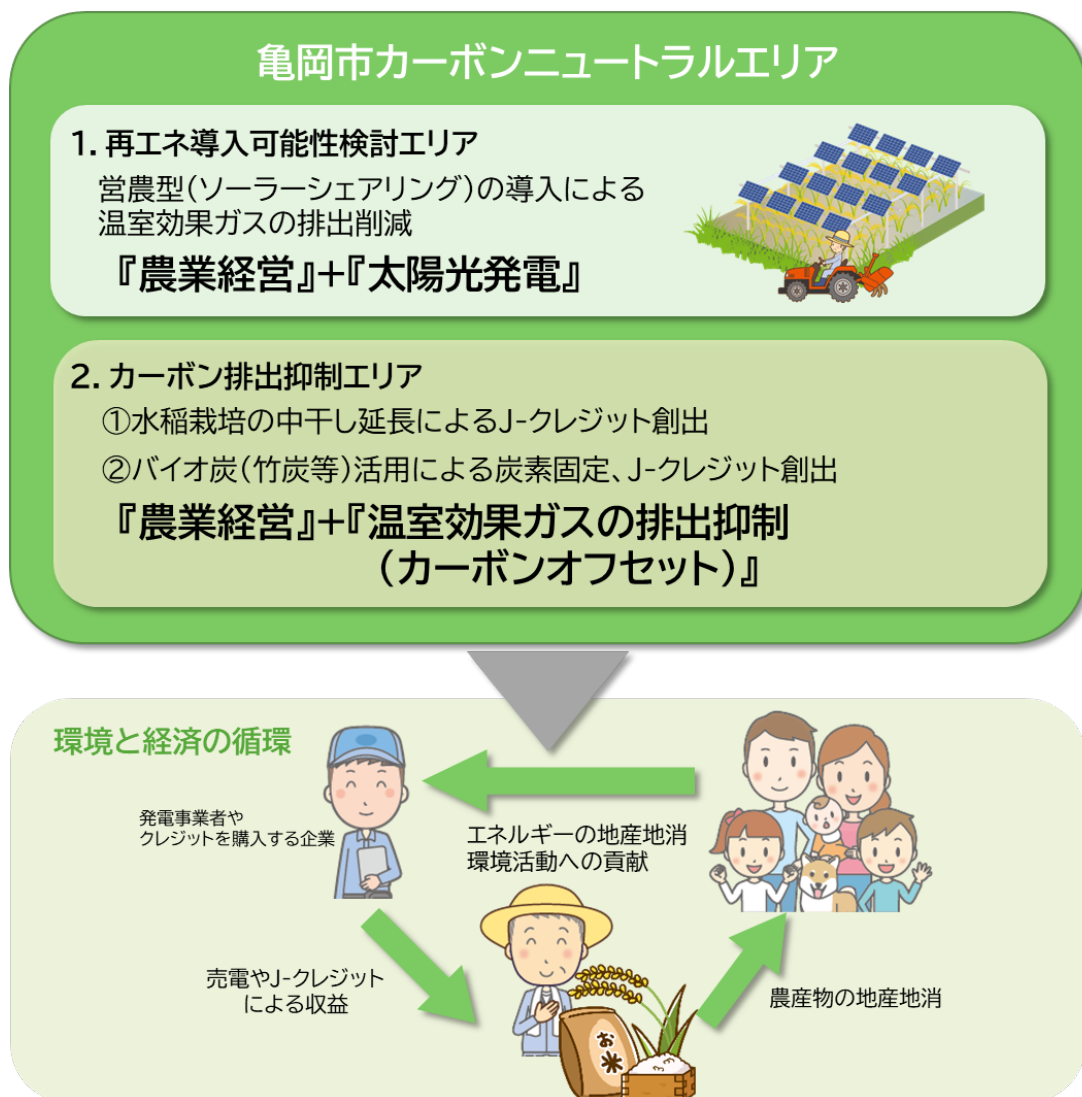 亀岡市カーボンニュートラルエリア
1. 再エネ導入可能性検討エリア
営農型(ソーラーシェアリング)の導入による
温室効果ガスの排出削減
『農業経営』+『太陽光発電』
2. カーボン排出抑制エリア
①水稲栽培の中干し延長によるJ-クレジット創出
②バイオ炭(竹炭等)活用による炭素固定、J-クレジット創出
『農業経営』+『温室効果ガスの排出抑制
(カーボンオフセット)』
環境と経済の循環
発電事業者や
クレジットを購入する企業
エネルギーの地産地消
環境活動への貢献
売電やJ-クレジット
による収益
農産物の地産地消
お米